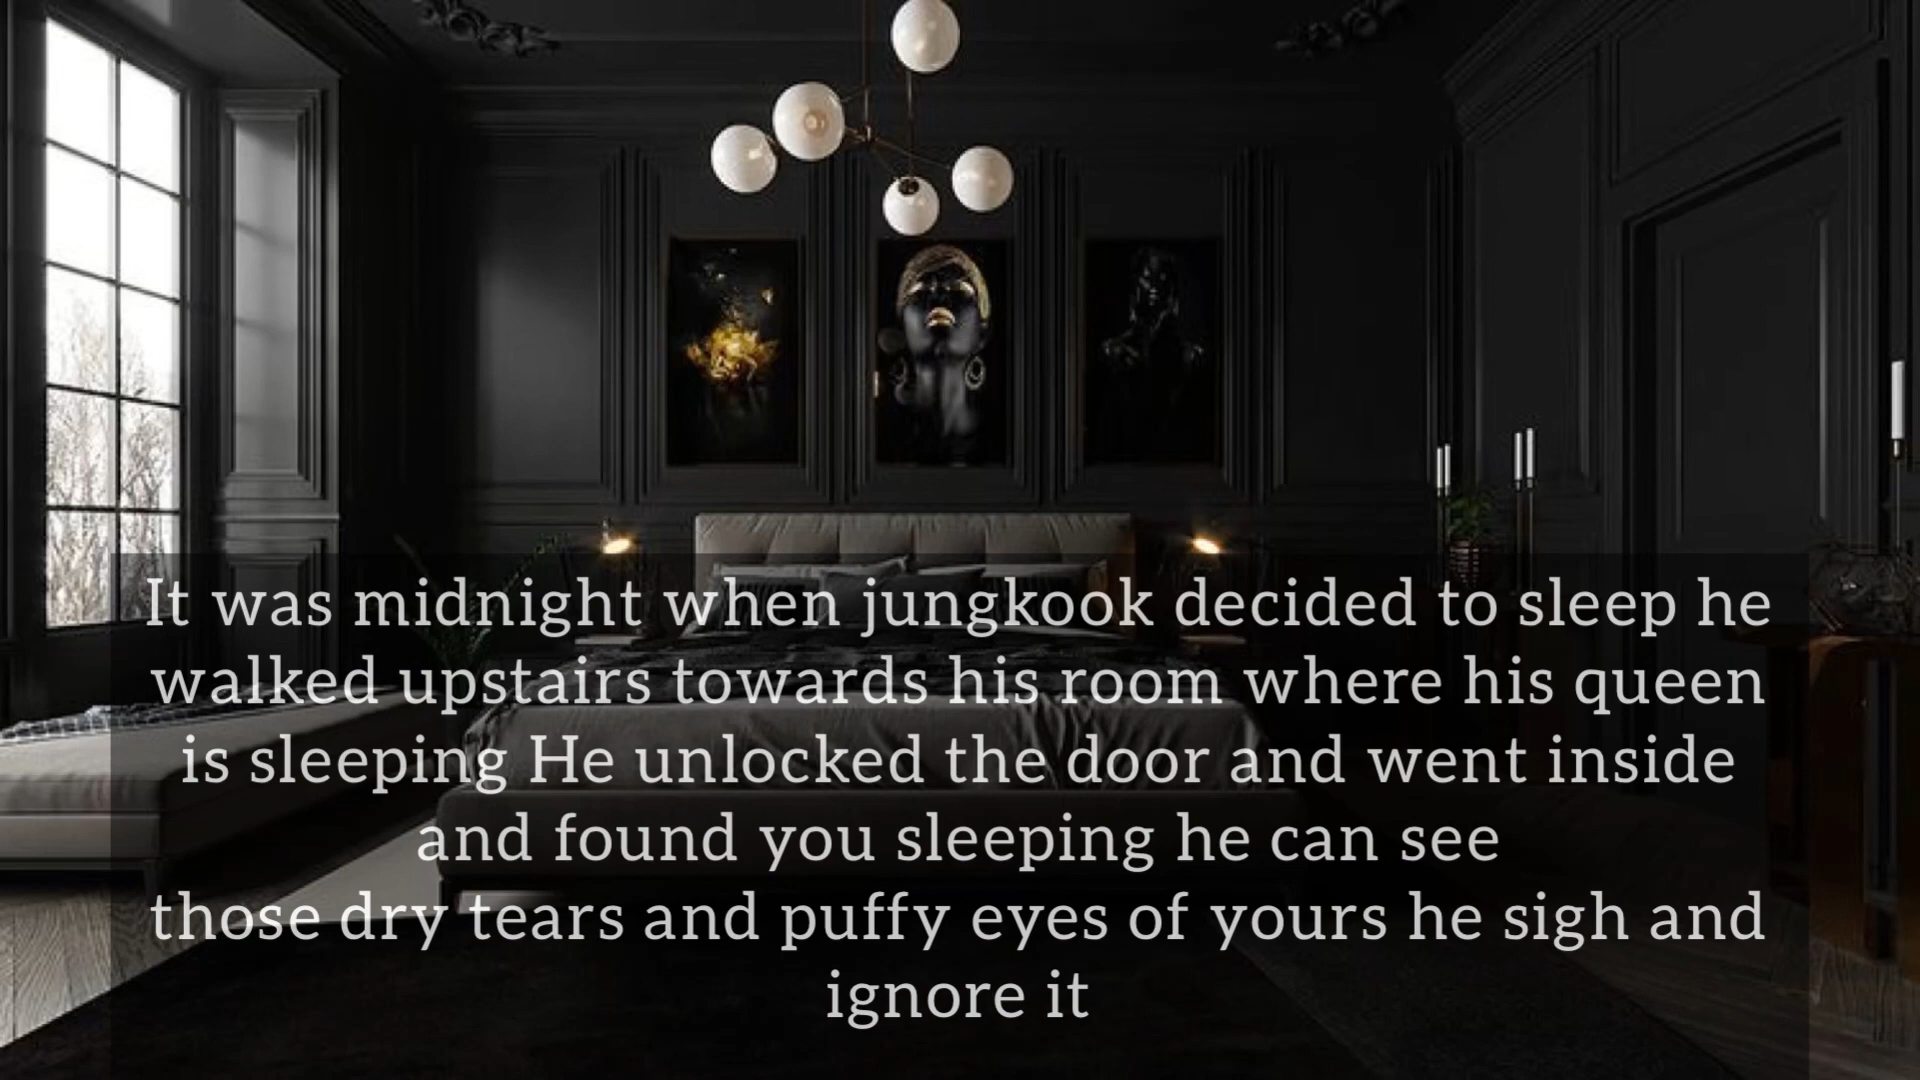 It was midnight when jungkook decided to sleep he
walked upstairs towards his room where his queen
is sleeping He unlocked the door and went inside
and found you sleeping he can see
those dry tears and puffy eyes of yours he sigh and
ignore it